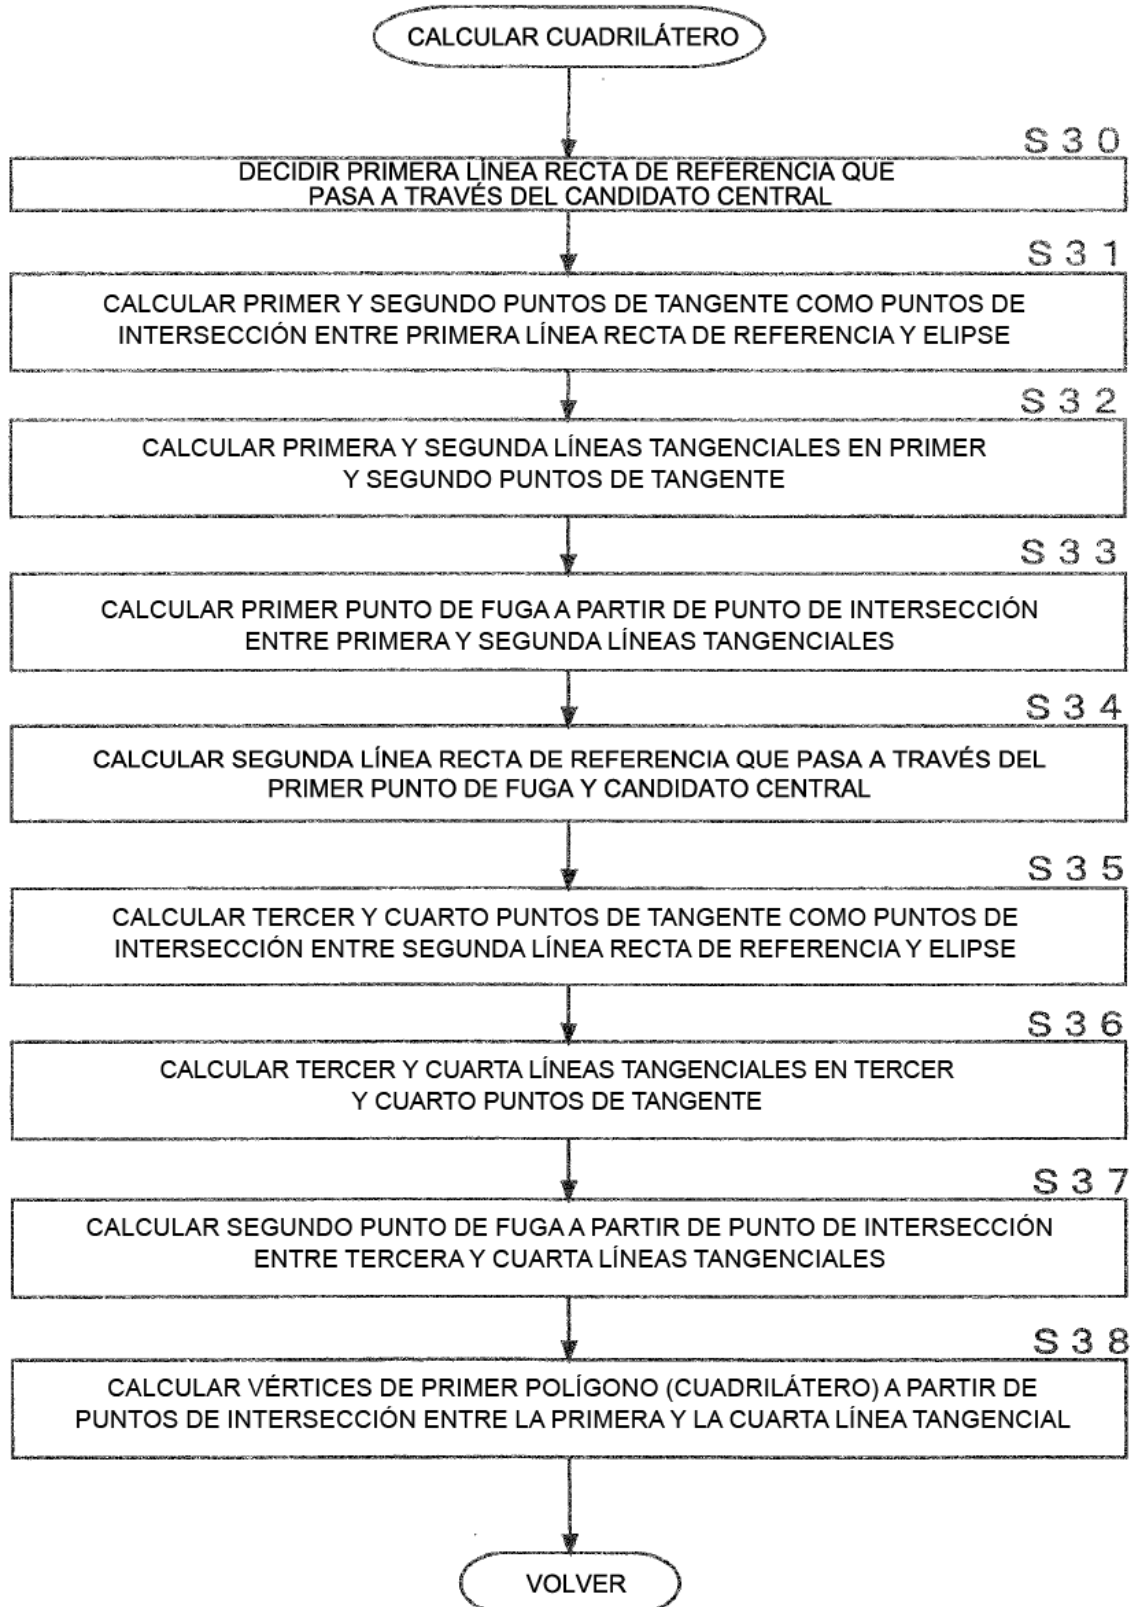 CALCULAR CUADRILÁTERO
S30
DECIDIR PRIMERA LÍNEA RECTA DE REFERENCIA QUE
PASA A TRAVÉS DEL CANDIDATO CENTRAL
S31
CALCULAR PRIMER Y SEGUNDO PUNTOS DE TANGENTE COMO PUNTOS DE
INTERSECCIÓN ENTRE PRIMERA LÍNEA RECTA DE REFERENCIA Y ELIPSE
S32
CALCULAR PRIMERA Y SEGUNDA LÍNEAS TANGENCIALES EN PRIMER
Y SEGUNDO PUNTOS DE TANGENTE
S33
CALCULAR PRIMER PUNTO DE FUGA A PARTIR DE PUNTO DE INTERSECCIÓN
ENTRE PRIMERA Y SEGUNDA LÍNEAS TANGENCIALES
S34
CALCULAR SEGUNDA LÍNEA RECTA DE REFERENCIA QUE PASA A TRAVÉS DEL
PRIMER PUNTO DE FUGA Y CANDIDATO CENTRAL
S35
CALCULAR TERCER Y CUARTO PUNTOS DE TANGENTE COMO PUNTOS DE
INTERSECCIÓN ENTRE SEGUNDA LÍNEA RECTA DE REFERENCIA Y ELIPSE
S36
CALCULAR TERCER Y CUARTA LÍNEAS TANGENCIALES EN TERCER
Y CUARTO PUNTOS DE TANGENTE
S37
CALCULAR SEGUNDO PUNTO DE FUGA A PARTIR DE PUNTO DE INTERSECCIÓN
ENTRE TERCERA Y CUARTA LÍNEAS TANGENCIALES
S38
CALCULAR VÉRTICES DE PRIMER POLÍGONO (CUADRILÁTERO) A PARTIR DE
PUNTOS DE INTERSECCIÓN ENTRE LA PRIMERA Y LA CUARTA LÍNEA TANGENCIAL
VOLVER